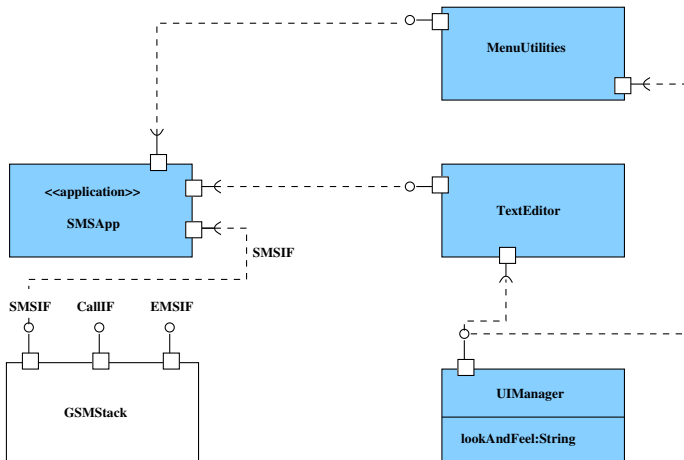 MenuUtilities
<<application>>
SMSApp
TextEditor
SMSIF
SMSIF CallIF EMSIF
UIManager
GSMStack
lookAndFeel:String